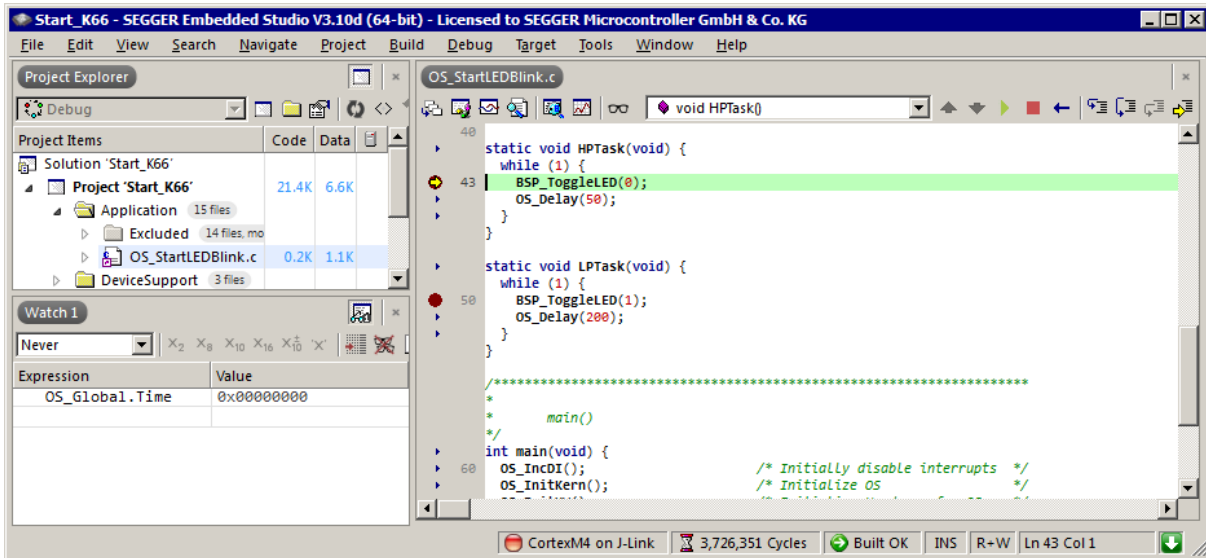 Start_K66 - SEGGER Embedded Studio V3.10d (64-bit) - Licensed to SEGGER Microcontroller GmbH & Co. KG
File Edit View Search Navigate Project Build Debug Target Tools Window Help
Project Explorer
Debug
Project Items Code Data
Solution 'Start_K66'
Project 'Start_K66' 21.4K 6.6K
Application 15 files
Excluded 14 files, mo
OS_StartLEDBlink.c 0.2K 1.1K
DeviceSupport 3 files
Watch 1
Never X2 X8 X10 X16 X±10 'X'
Expression Value
OS_Global.Time 0x00000000
OS_StartLEDBlink.c
void HPTask()
40
static void HPTask(void) {
while (1) {
43 BSP_ToggleLED(0);
OS_Delay(50);
}
}
static void LPTask(void) {
while (1) {
50 BSP_ToggleLED(1);
OS_Delay(200);
}
}
/*********************************************************************
*
* main()
*/
int main(void) {
60 OS_IncDI(); /* Initially disable interrupts */
OS_InitKern(); /* Initialize OS */
CortexM4 on J-Link 3,726,351 Cycles Built OK INS R+W Ln 43 Col 1